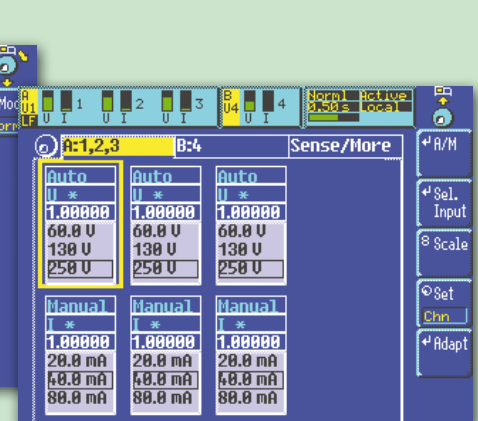 Mod
orm
A
U1
LF
U I
1
U I
2
U I
3
B
U4
U I
4
Norml Active
0.50 s Local
A:1,2,3 B:4 Sense/More
Auto Auto Auto
U * U * U *
1.00000 1.00000 1.00000
60.0 V 60.0 V 60.0 V
130 V 130 V 130 V
250 V 250 V 250 V
Manual Manual Manual
I * I * I *
1.00000 1.00000 1.00000
20.0 mA 20.0 mA 20.0 mA
40.0 mA 40.0 mA 40.0 mA
80.0 mA 80.0 mA 80.0 mA
A/M
Sel.
Input
8 Scale
Set
Chn
Adapt